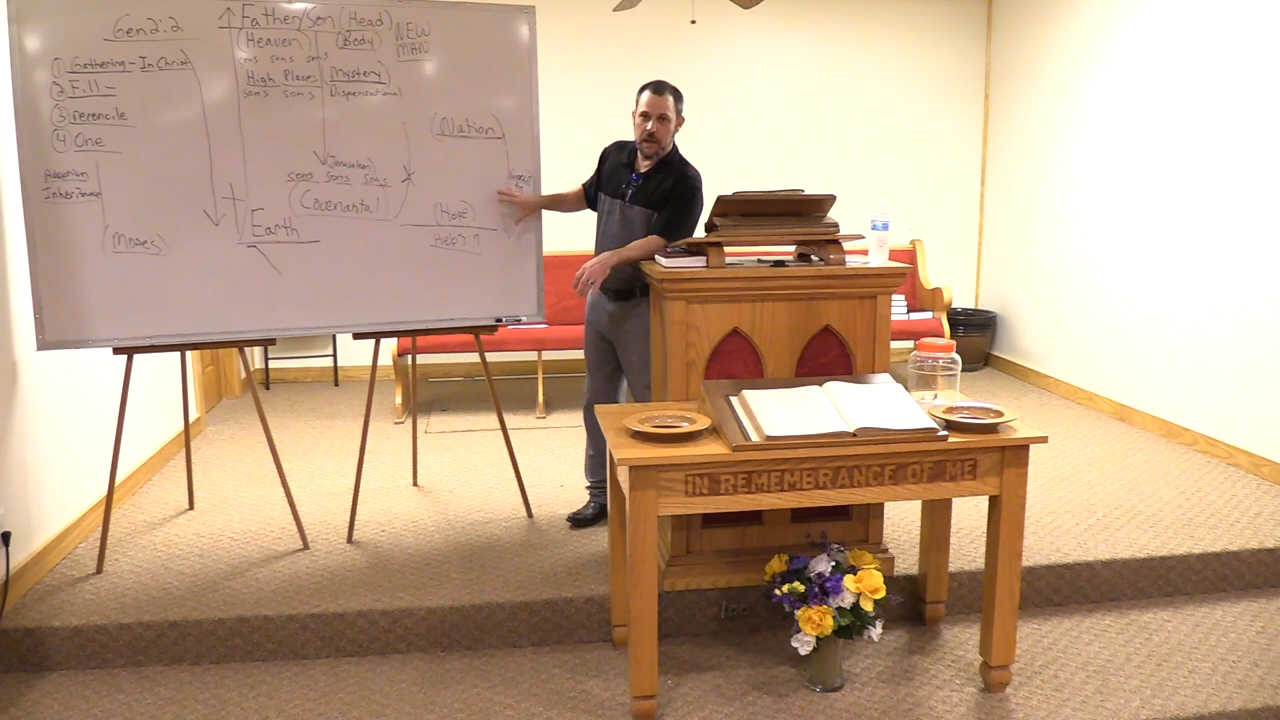 Gen 2:2
① Gathering - In Christ
② Fill -
③ reconcile
④ One
Adoption
Inheritance
(Moses)
↑ Father/Son (Head)
(Heaven) (Body)
NEW
MAN
sons sons sons
High Places Mystery
sons sons Dispensational
(Jerusalem)
sons sons sons
(Covenantal
Earth
(Nation)
(Hope)
Help??
IN REMEMBRANCE OF ME